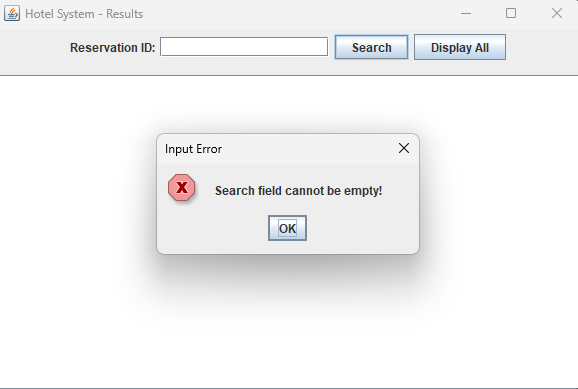 Hotel System - Results
Reservation ID: Search Display All
Input Error
Search field cannot be empty!
OK